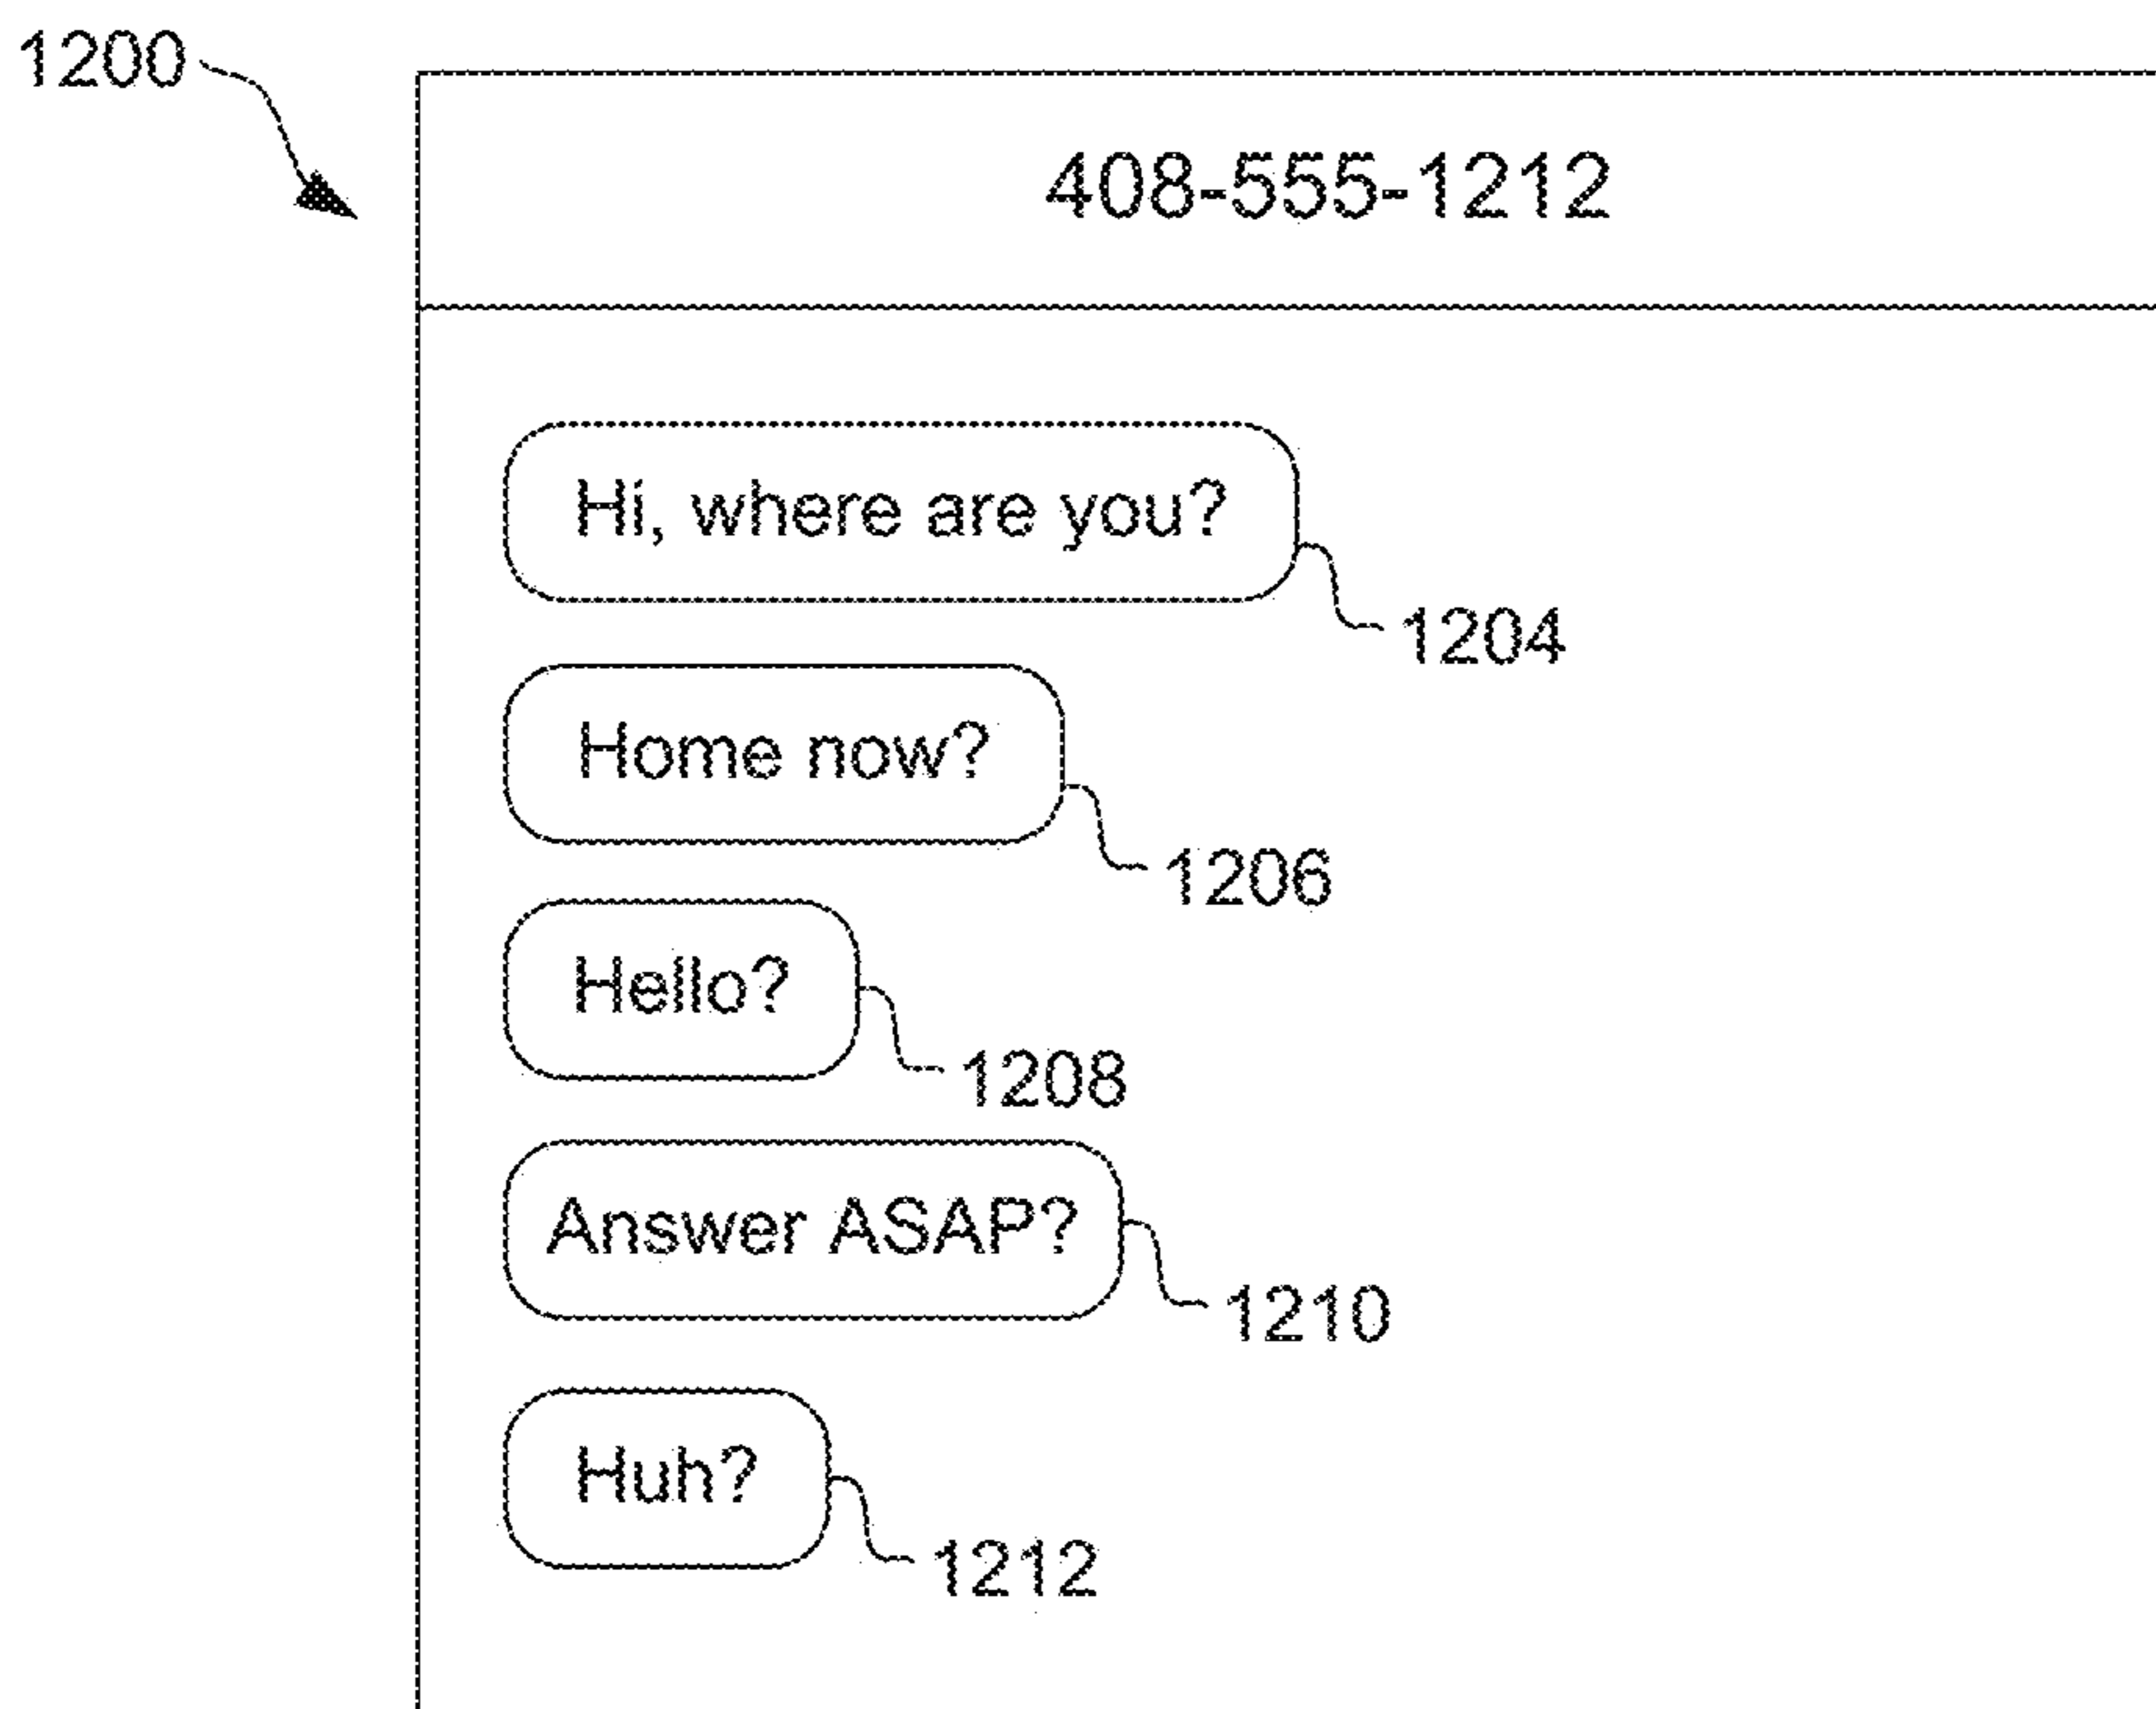 1200
408-555-1212
Hi, where are you?
1204
Home now?
1206
Hello?
1208
Answer ASAP?
1210
Huh?
1212